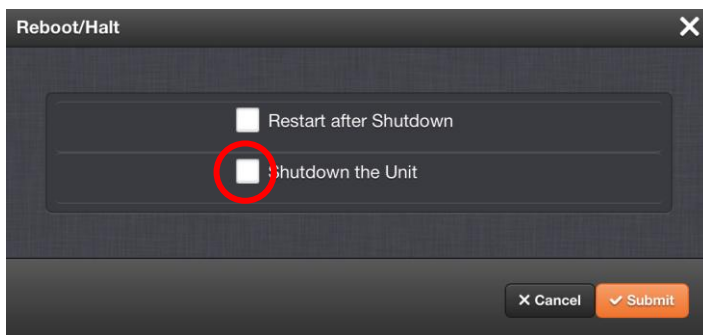 Reboot/Halt
Restart after Shutdown
Shutdown the Unit
Cancel
Submit